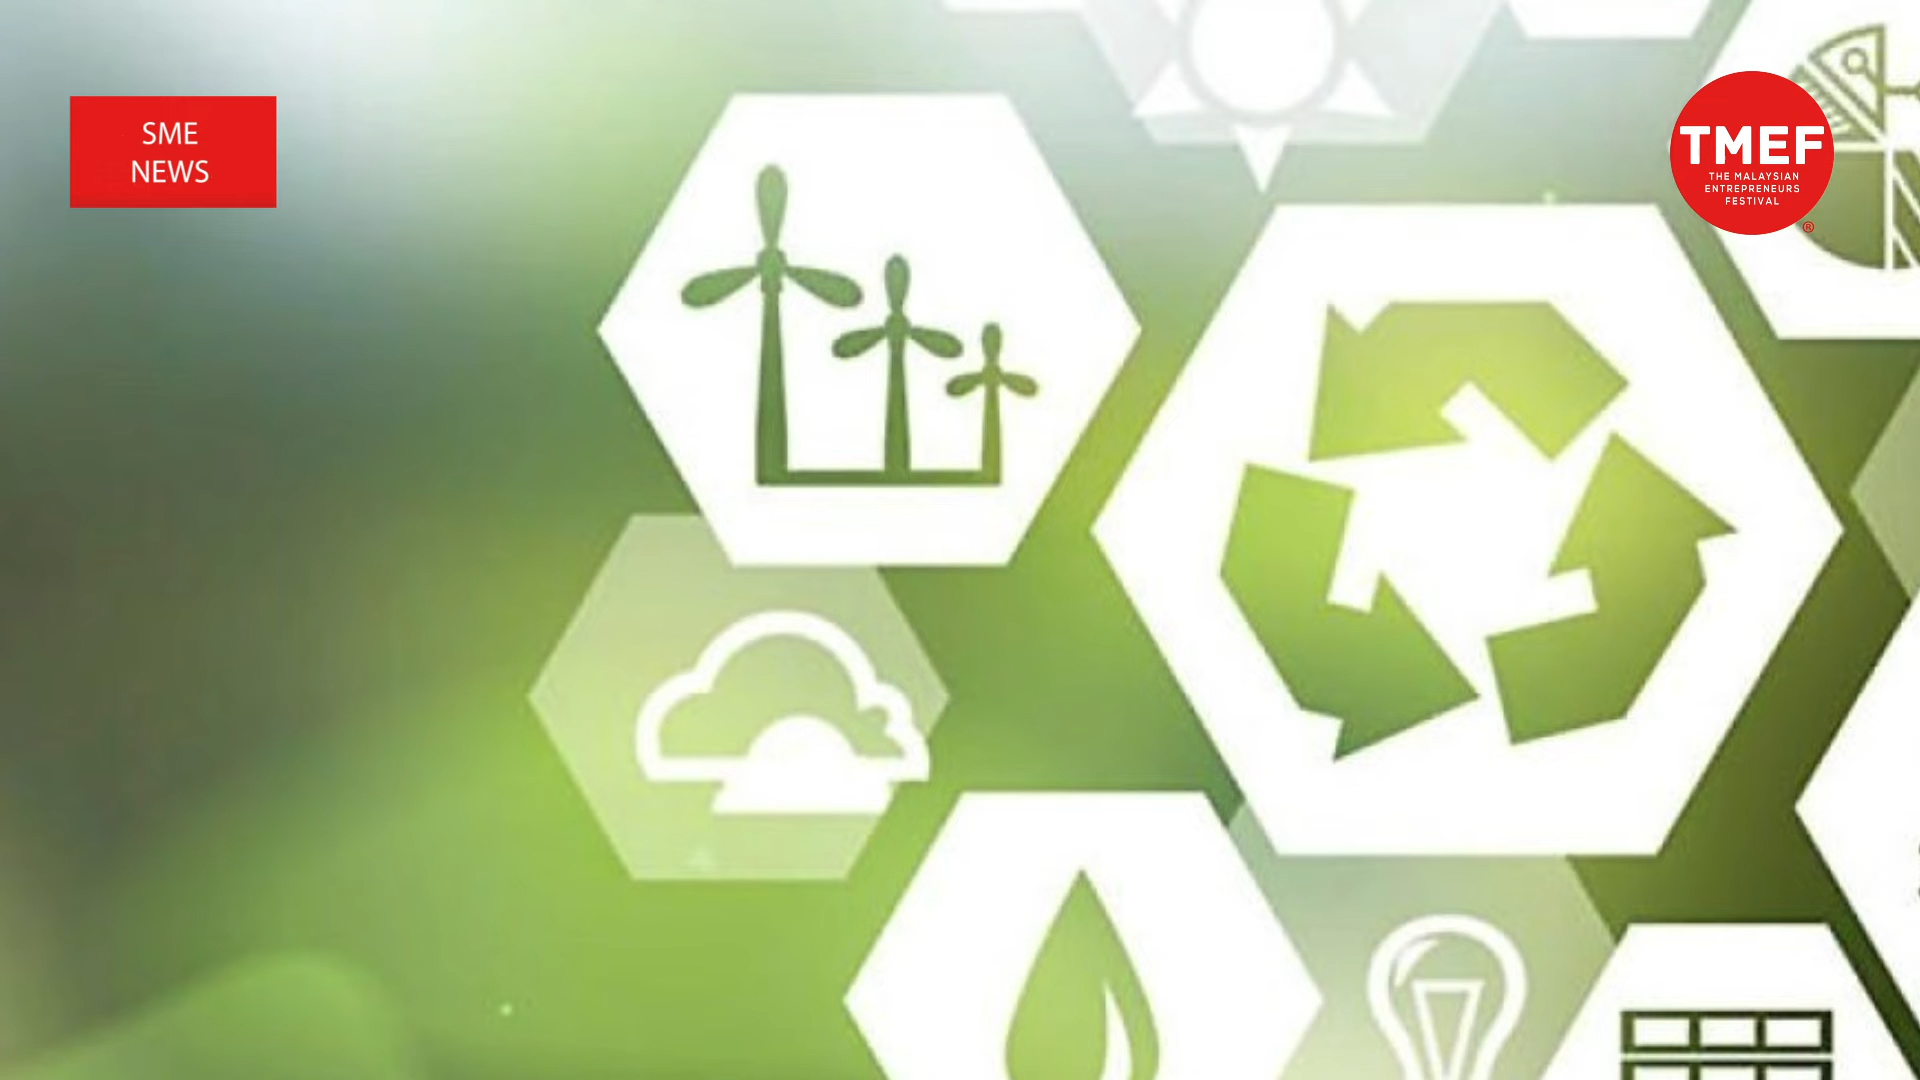 SME
NEWS
TMEF
THE MALAYSIAN
ENTREPRENEURS
FESTIVAL
®